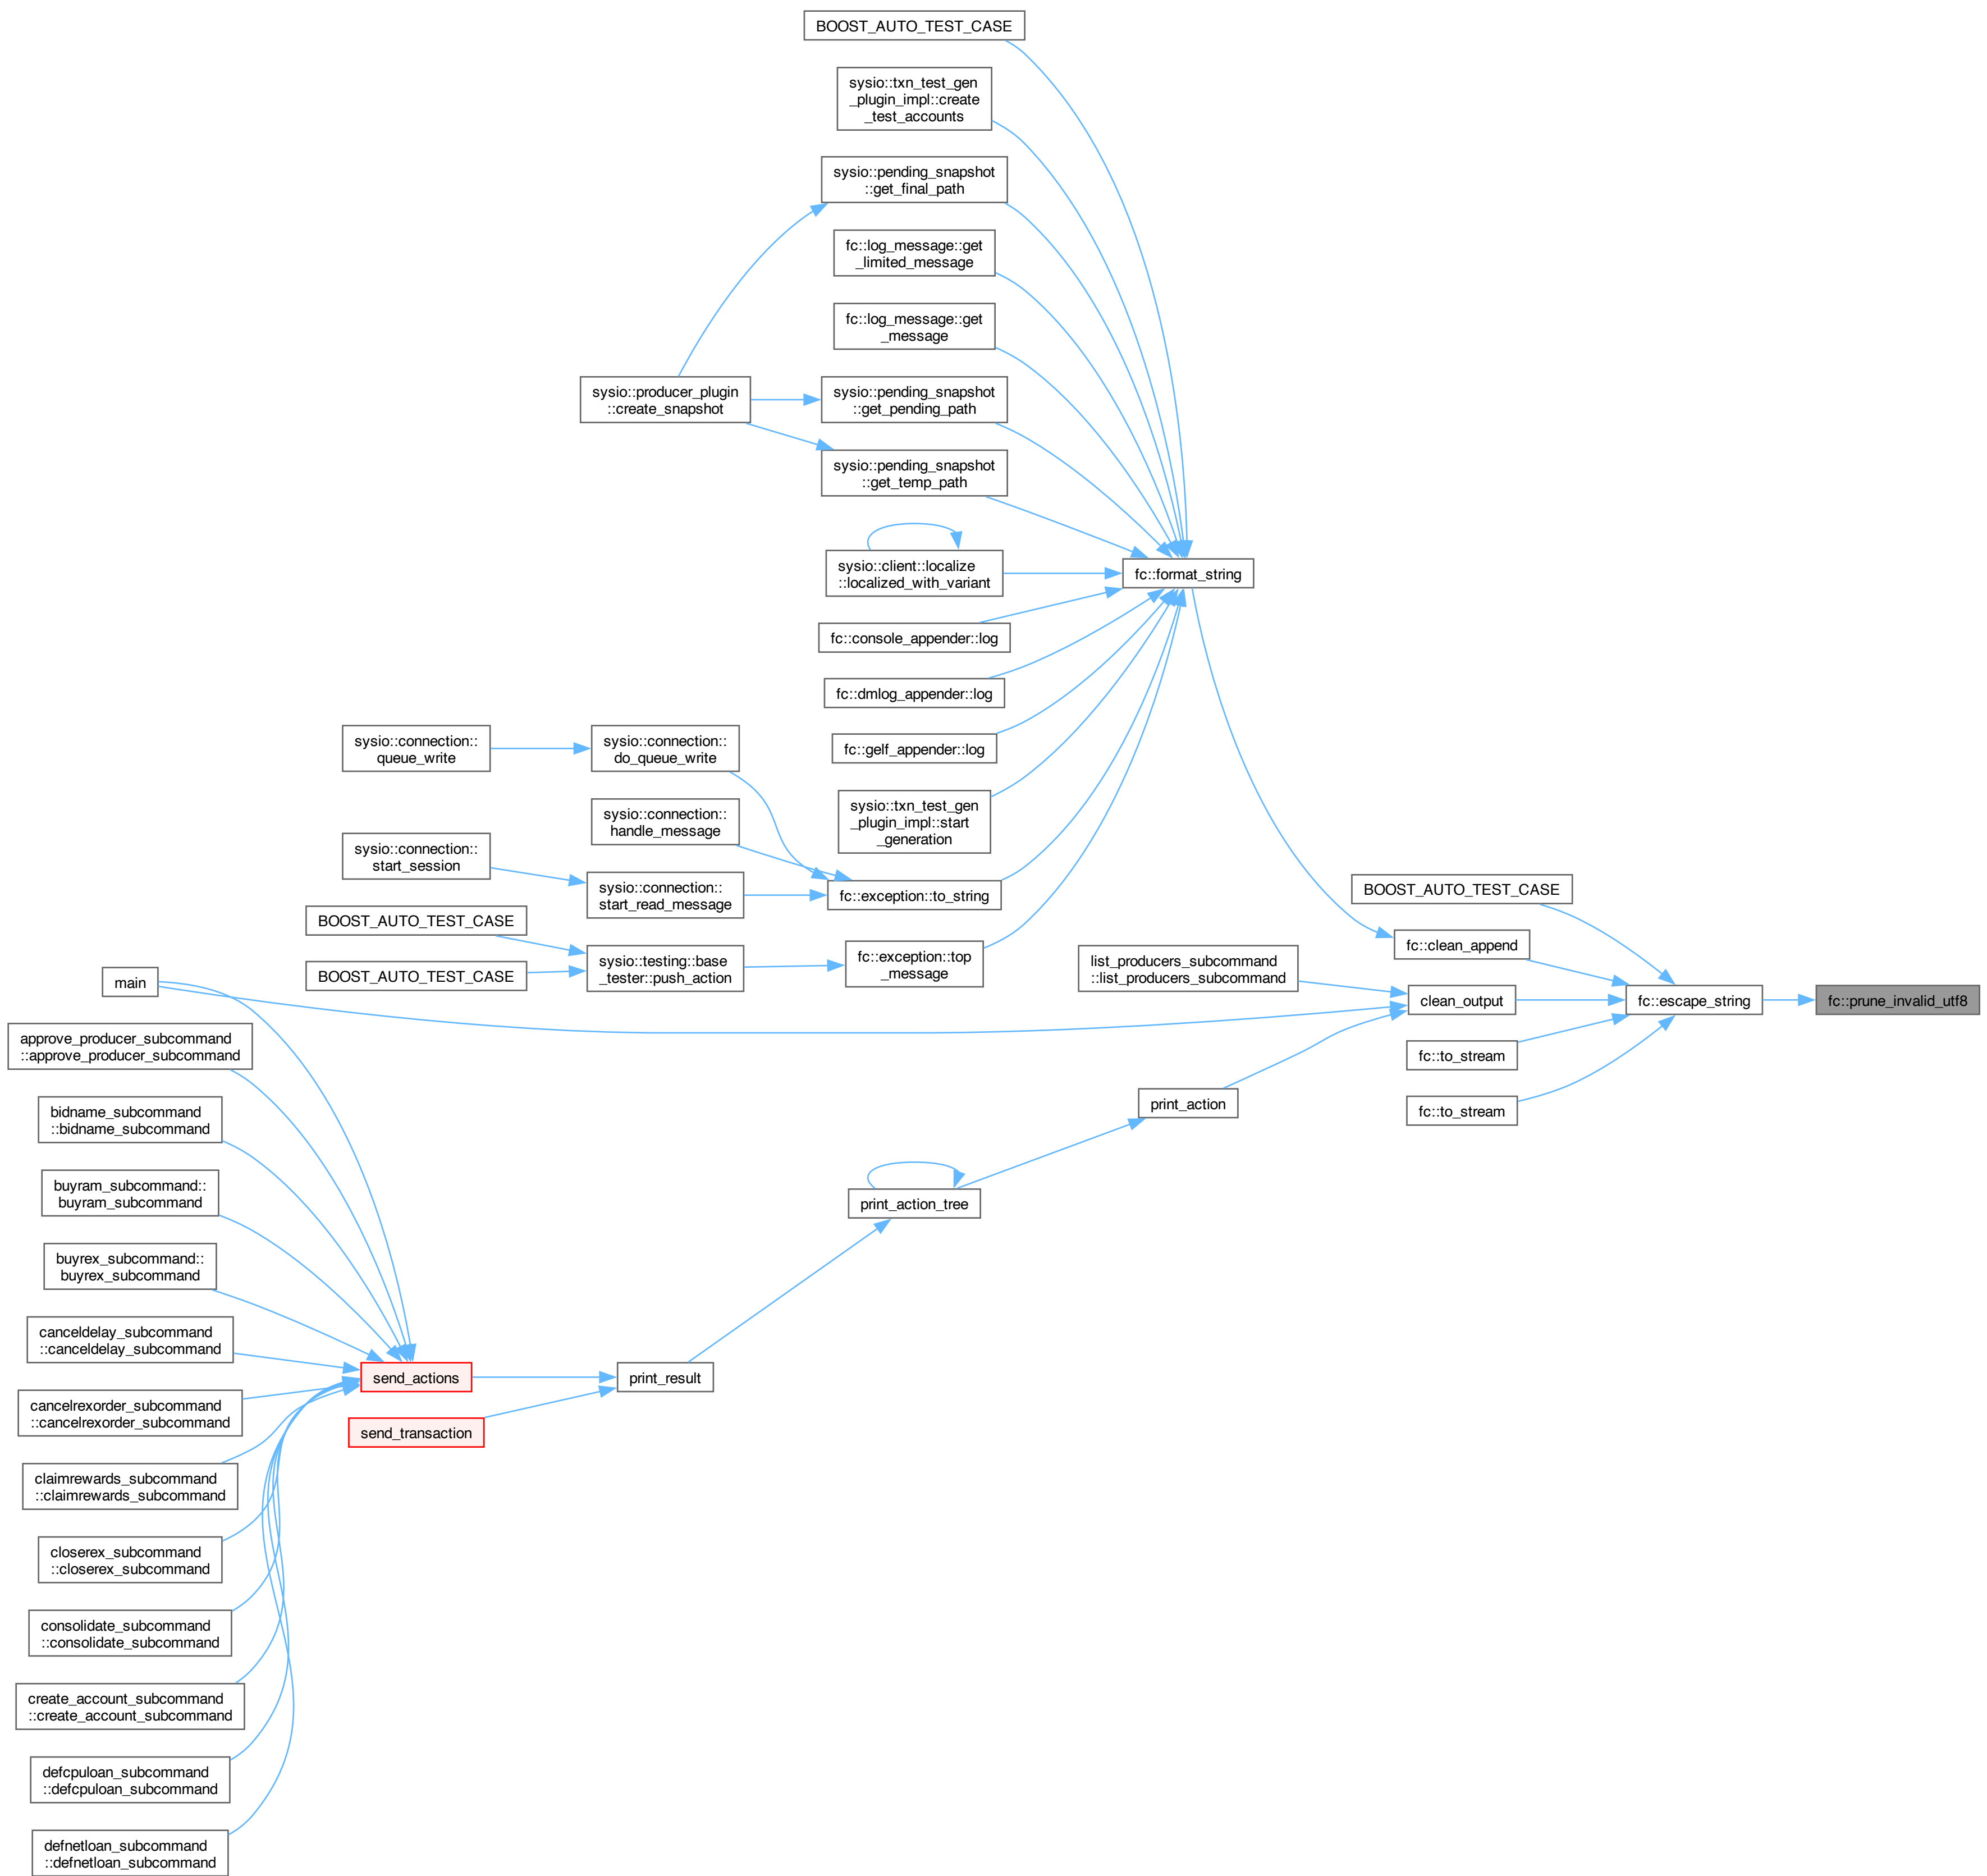 BOOST_AUTO_TEST_CASE
sysio::txn_test_gen
_plugin_impl::create
_test_accounts
sysio::pending_snapshot
::get_final_path
fc::log_message::get
_limited_message
fc::log_message::get
_message
sysio::producer_plugin
::create_snapshot
sysio::pending_snapshot
::get_pending_path
sysio::pending_snapshot
::get_temp_path
sysio::client::localize
::localized_with_variant
fc::format_string
fc::console_appender::log
fc::dmlog_appender::log
fc::gelf_appender::log
sysio::connection::
queue_write
sysio::connection::
do_queue_write
sysio::txn_test_gen
_plugin_impl::start
_generation
sysio::connection::
handle_message
sysio::connection::
start_session
sysio::connection::
start_read_message
fc::exception::to_string
BOOST_AUTO_TEST_CASE
BOOST_AUTO_TEST_CASE
BOOST_AUTO_TEST_CASE
sysio::testing::base
_tester::push_action
fc::exception::top
_message
list_producers_subcommand
::list_producers_subcommand
fc::clean_append
main
clean_output
fc::escape_string
fc::prune_invalid_utf8
fc::to_stream
fc::to_stream
print_action
print_action_tree
print_result
send_actions
send_transaction
approve_producer_subcommand
::approve_producer_subcommand
bidname_subcommand
::bidname_subcommand
buyram_subcommand::
buyram_subcommand
buyrex_subcommand::
buyrex_subcommand
canceldelay_subcommand
::canceldelay_subcommand
cancelrexorder_subcommand
::cancelrexorder_subcommand
claimrewards_subcommand
::claimrewards_subcommand
closerex_subcommand
::closerex_subcommand
consolidate_subcommand
::consolidate_subcommand
create_account_subcommand
::create_account_subcommand
defcpuloan_subcommand
::defcpuloan_subcommand
defnetloan_subcommand
::defnetloan_subcommand